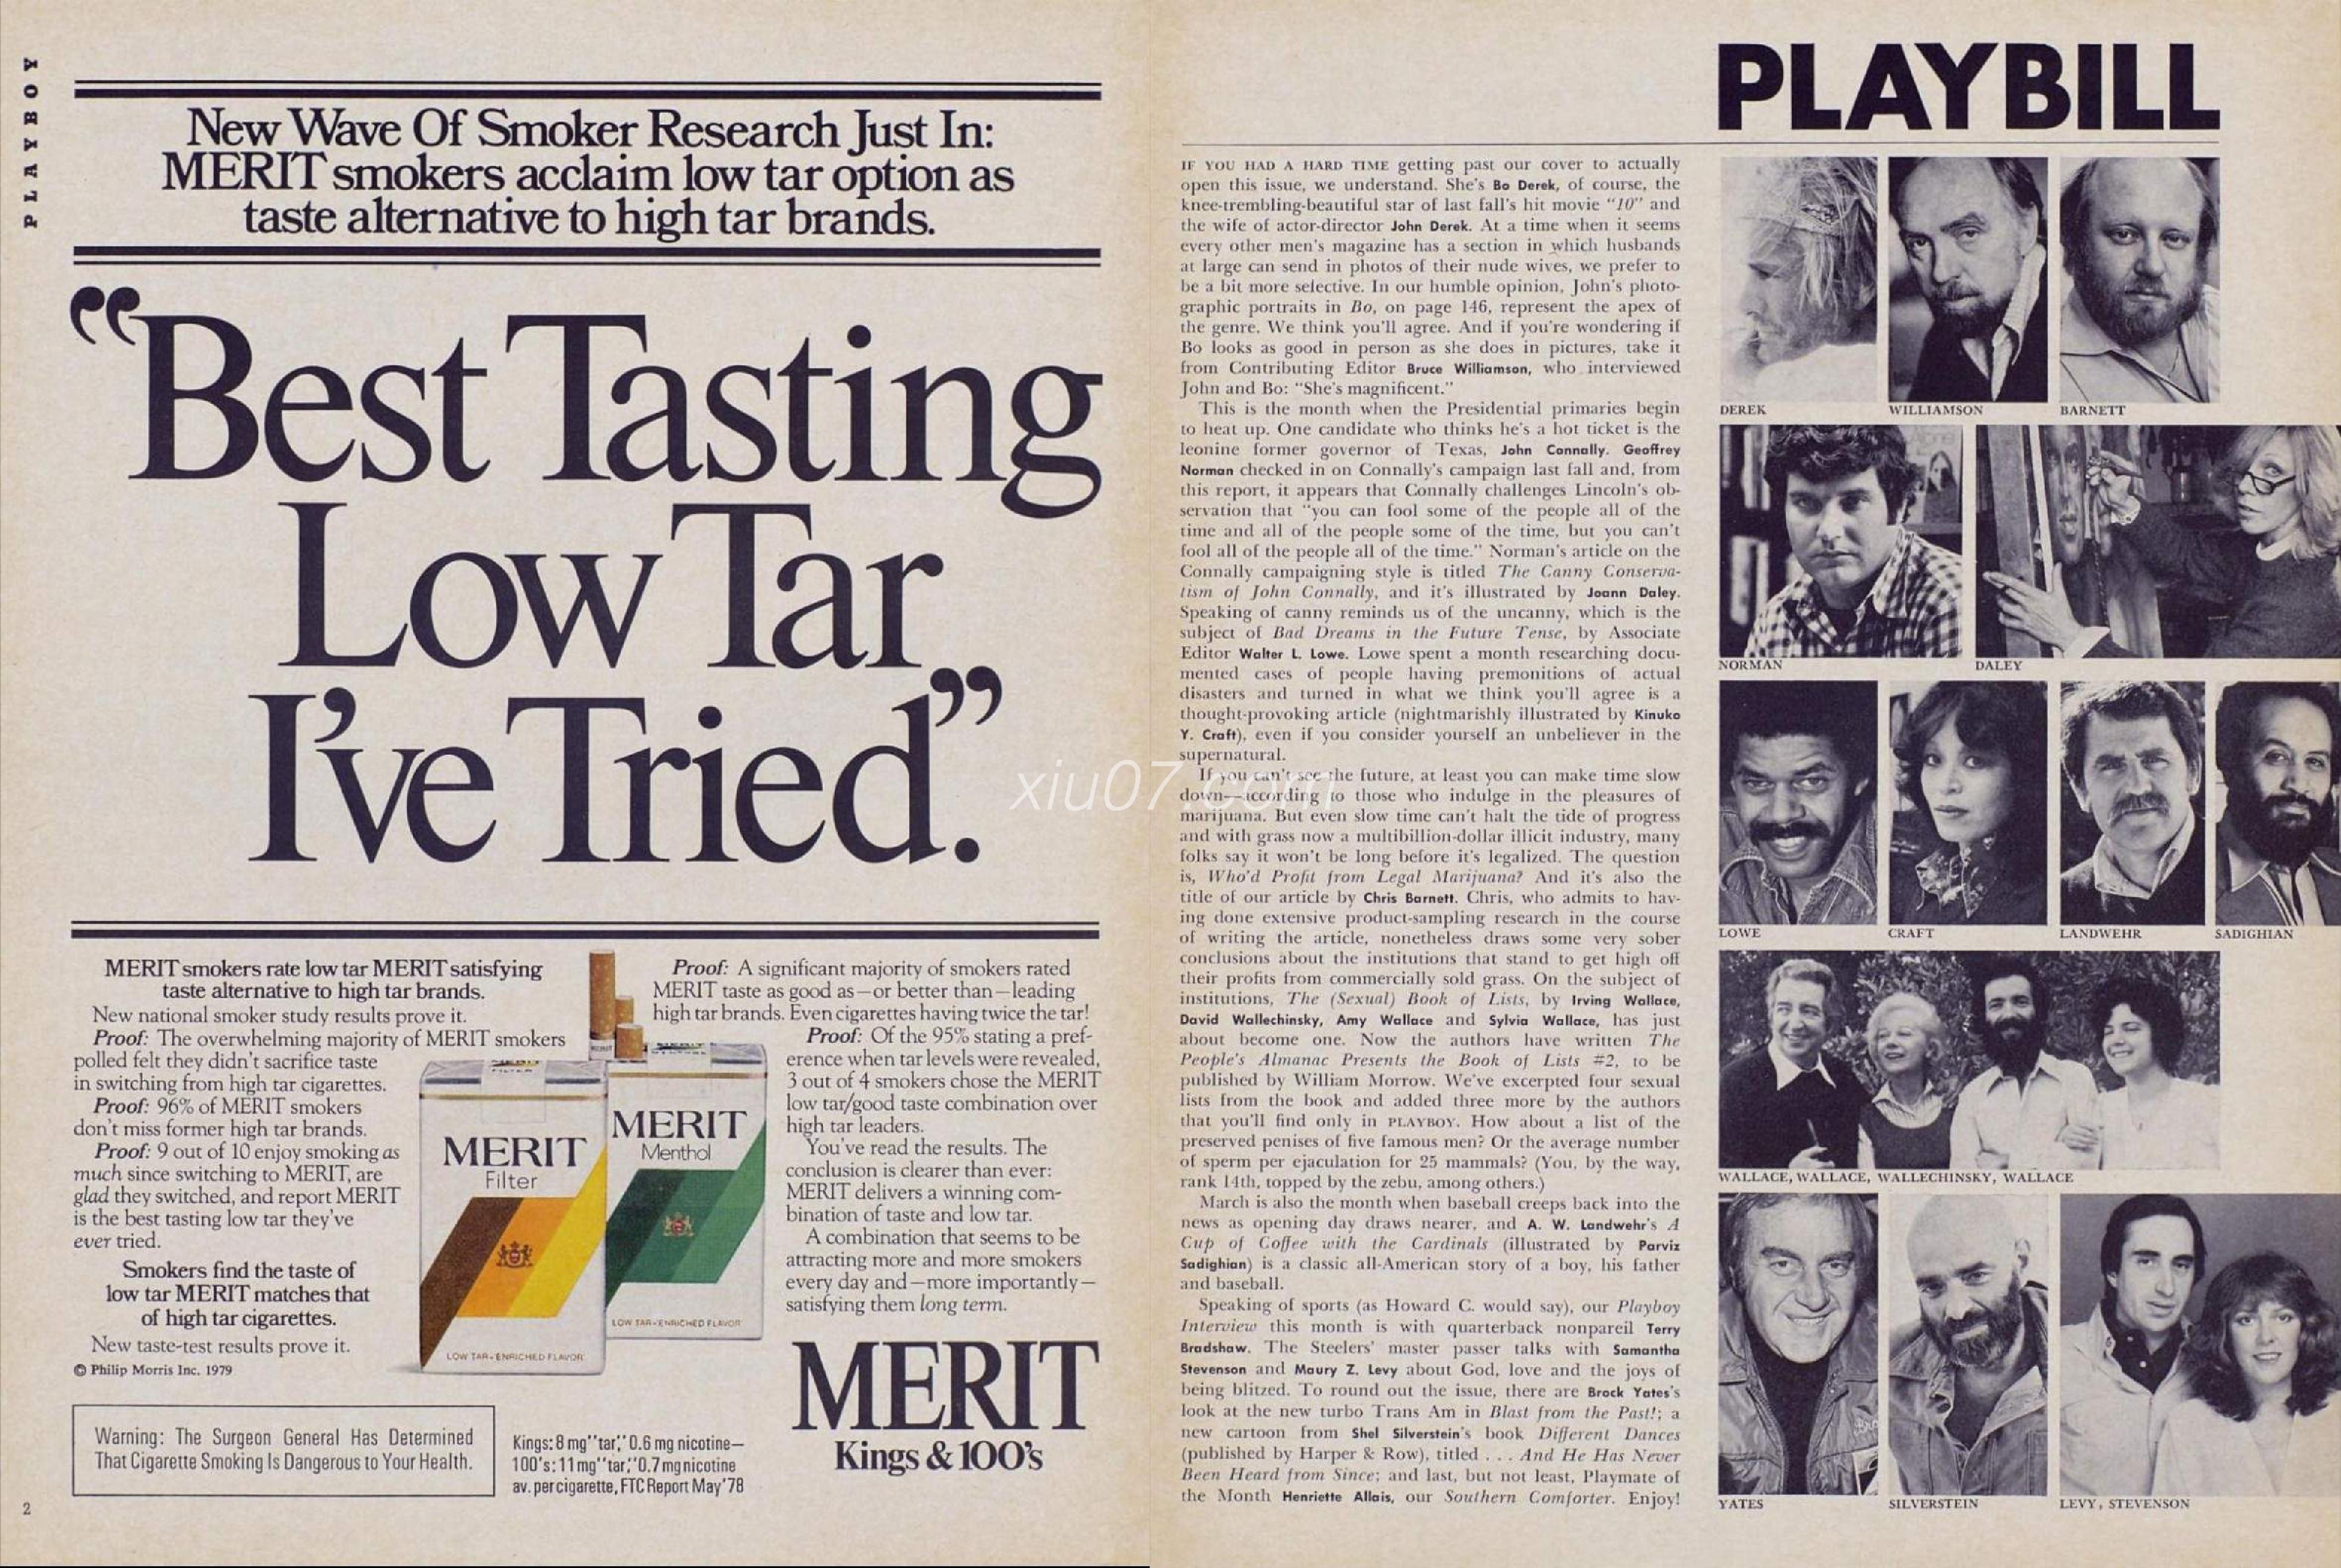 PLAYBOY
New Wave Of Smoker Research Just In:
MERIT smokers acclaim low tar option as
taste alternative to high tar brands.
“Best Tasting
Low Tar
I’ve Tried.”
MERIT smokers rate low tar MERIT satisfying
taste alternative to high tar brands.
New national smoker study results prove it.
Proof: The overwhelming majority of MERIT smokers
polled felt they didn’t sacrifice taste
in switching from high tar cigarettes.
Proof: 96% of MERIT smokers
don’t miss former high tar brands.
Proof: 9 out of 10 enjoy smoking as
much since switching to MERIT, are
glad they switched, and report MERIT
is the best tasting low tar they’ve
ever tried.
Smokers find the taste of
low tar MERIT matches that
of high tar cigarettes.
New taste-test results prove it.
© Philip Morris Inc. 1979
Warning: The Surgeon General Has Determined
That Cigarette Smoking Is Dangerous to Your Health.
MERIT
Filter
LOW TAR-ENRICHED FLAVOR
MERIT
Menthol
LOW TAR-ENRICHED FLAVOR
Proof: A significant majority of smokers rated
MERIT taste as good as—or better than—leading
high tar brands. Even cigarettes having twice the tar!
Proof: Of the 95% stating a pref-
erence when tar levels were revealed,
3 out of 4 smokers chose the MERIT
low tar/good taste combination over
high tar leaders.
You’ve read the results. The
conclusion is clearer than ever:
MERIT delivers a winning com-
bination of taste and low tar.
A combination that seems to be
attracting more and more smokers
every day and—more importantly—
satisfying them long term.
MERIT
Kings & 100’s
Kings: 8 mg “tar,” 0.6 mg nicotine—
100’s: 11 mg “tar,” 0.7 mg nicotine
av. per cigarette, FTC Report May ’78
2
xiu07.com
PLAYBILL
IF YOU HAD A HARD TIME getting past our cover to actually
open this issue, we understand. She’s Bo Derek, of course, the
knee-trembling-beautiful star of last fall’s hit movie “10” and
the wife of actor-director John Derek. At a time when it seems
every other men’s magazine has a section in which husbands
at large can send in photos of their nude wives, we prefer to
be a bit more selective. In our humble opinion, John’s photo-
graphic portraits in Bo, on page 146, represent the apex of
the genre. We think you’ll agree. And if you’re wondering if
Bo looks as good in person as she does in pictures, take it
from Contributing Editor Bruce Williamson, who interviewed
John and Bo: “She’s magnificent.”
This is the month when the Presidential primaries begin
to heat up. One candidate who thinks he’s a hot ticket is the
leonine former governor of Texas, John Connally. Geoffrey
Norman checked in on Connally’s campaign last fall and, from
this report, it appears that Connally challenges Lincoln’s ob-
servation that “you can fool some of the people all of the
time and all of the people some of the time, but you can’t
fool all of the people all of the time.” Norman’s article on the
Connally campaigning style is titled The Canny Conserva-
tism of John Connally, and it’s illustrated by Joann Daley.
Speaking of canny reminds us of the uncanny, which is the
subject of Bad Dreams in the Future Tense, by Associate
Editor Walter L. Lowe. Lowe spent a month researching docu-
mented cases of people having premonitions of actual
disasters and turned in what we think you’ll agree is a
thought-provoking article (nightmarishly illustrated by Kinuko
Y. Craft), even if you consider yourself an unbeliever in the
supernatural.
If you can’t see the future, at least you can make time slow
down—according to those who indulge in the pleasures of
marijuana. But even slow time can’t halt the tide of progress
and with grass now a multibillion-dollar illicit industry, many
folks say it won’t be long before it’s legalized. The question
is, Who’d Profit from Legal Marijuana? And it’s also the
title of our article by Chris Barnett. Chris, who admits to hav-
ing done extensive product-sampling research in the course
of writing the article, nonetheless draws some very sober
conclusions about the institutions that stand to get high off
their profits from commercially sold grass. On the subject of
institutions, The (Sexual) Book of Lists, by Irving Wallace,
David Wallechinsky, Amy Wallace and Sylvia Wallace, has just
about become one. Now the authors have written The
People’s Almanac Presents the Book of Lists #2, to be
published by William Morrow. We’ve excerpted four sexual
lists from the book and added three more by the authors
that you’ll find only in PLAYBOY. How about a list of the
preserved penises of five famous men? Or the average number
of sperm per ejaculation for 25 mammals? (You, by the way,
rank 14th, topped by the zebu, among others.)
March is also the month when baseball creeps back into the
news as opening day draws nearer, and A. W. Landwehr’s A
Cup of Coffee with the Cardinals (illustrated by Parviz
Sadighian) is a classic all-American story of a boy, his father
and baseball.
Speaking of sports (as Howard C. would say), our Playboy
Interview this month is with quarterback nonpareil Terry
Bradshaw. The Steelers’ master passer talks with Samantha
Stevenson and Maury Z. Levy about God, love and the joys of
being blitzed. To round out the issue, there are Brock Yates’s
look at the new turbo Trans Am in Blast from the Past!; a
new cartoon from Shel Silverstein’s book Different Dances
(published by Harper & Row), titled . . . And He Has Never
Been Heard from Since; and last, but not least, Playmate of
the Month Henriette Allais, our Southern Comforter. Enjoy!
DEREK
WILLIAMSON
BARNETT
NORMAN
DALEY
LOWE
CRAFT
LANDWEHR
SADIGHIAN
WALLACE, WALLACE, WALLECHINSKY, WALLACE
YATES
SILVERSTEIN
LEVY, STEVENSON